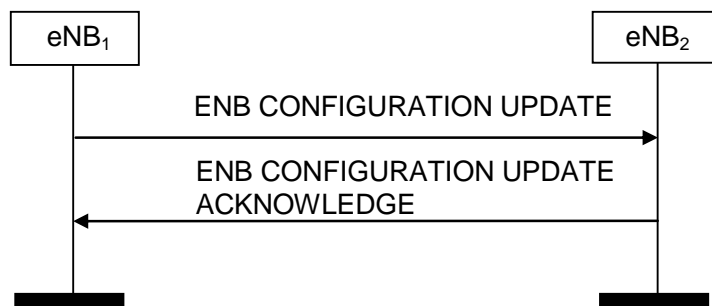 eNB₁
eNB₂
ENB CONFIGURATION UPDATE
ENB CONFIGURATION UPDATE
ACKNOWLEDGE